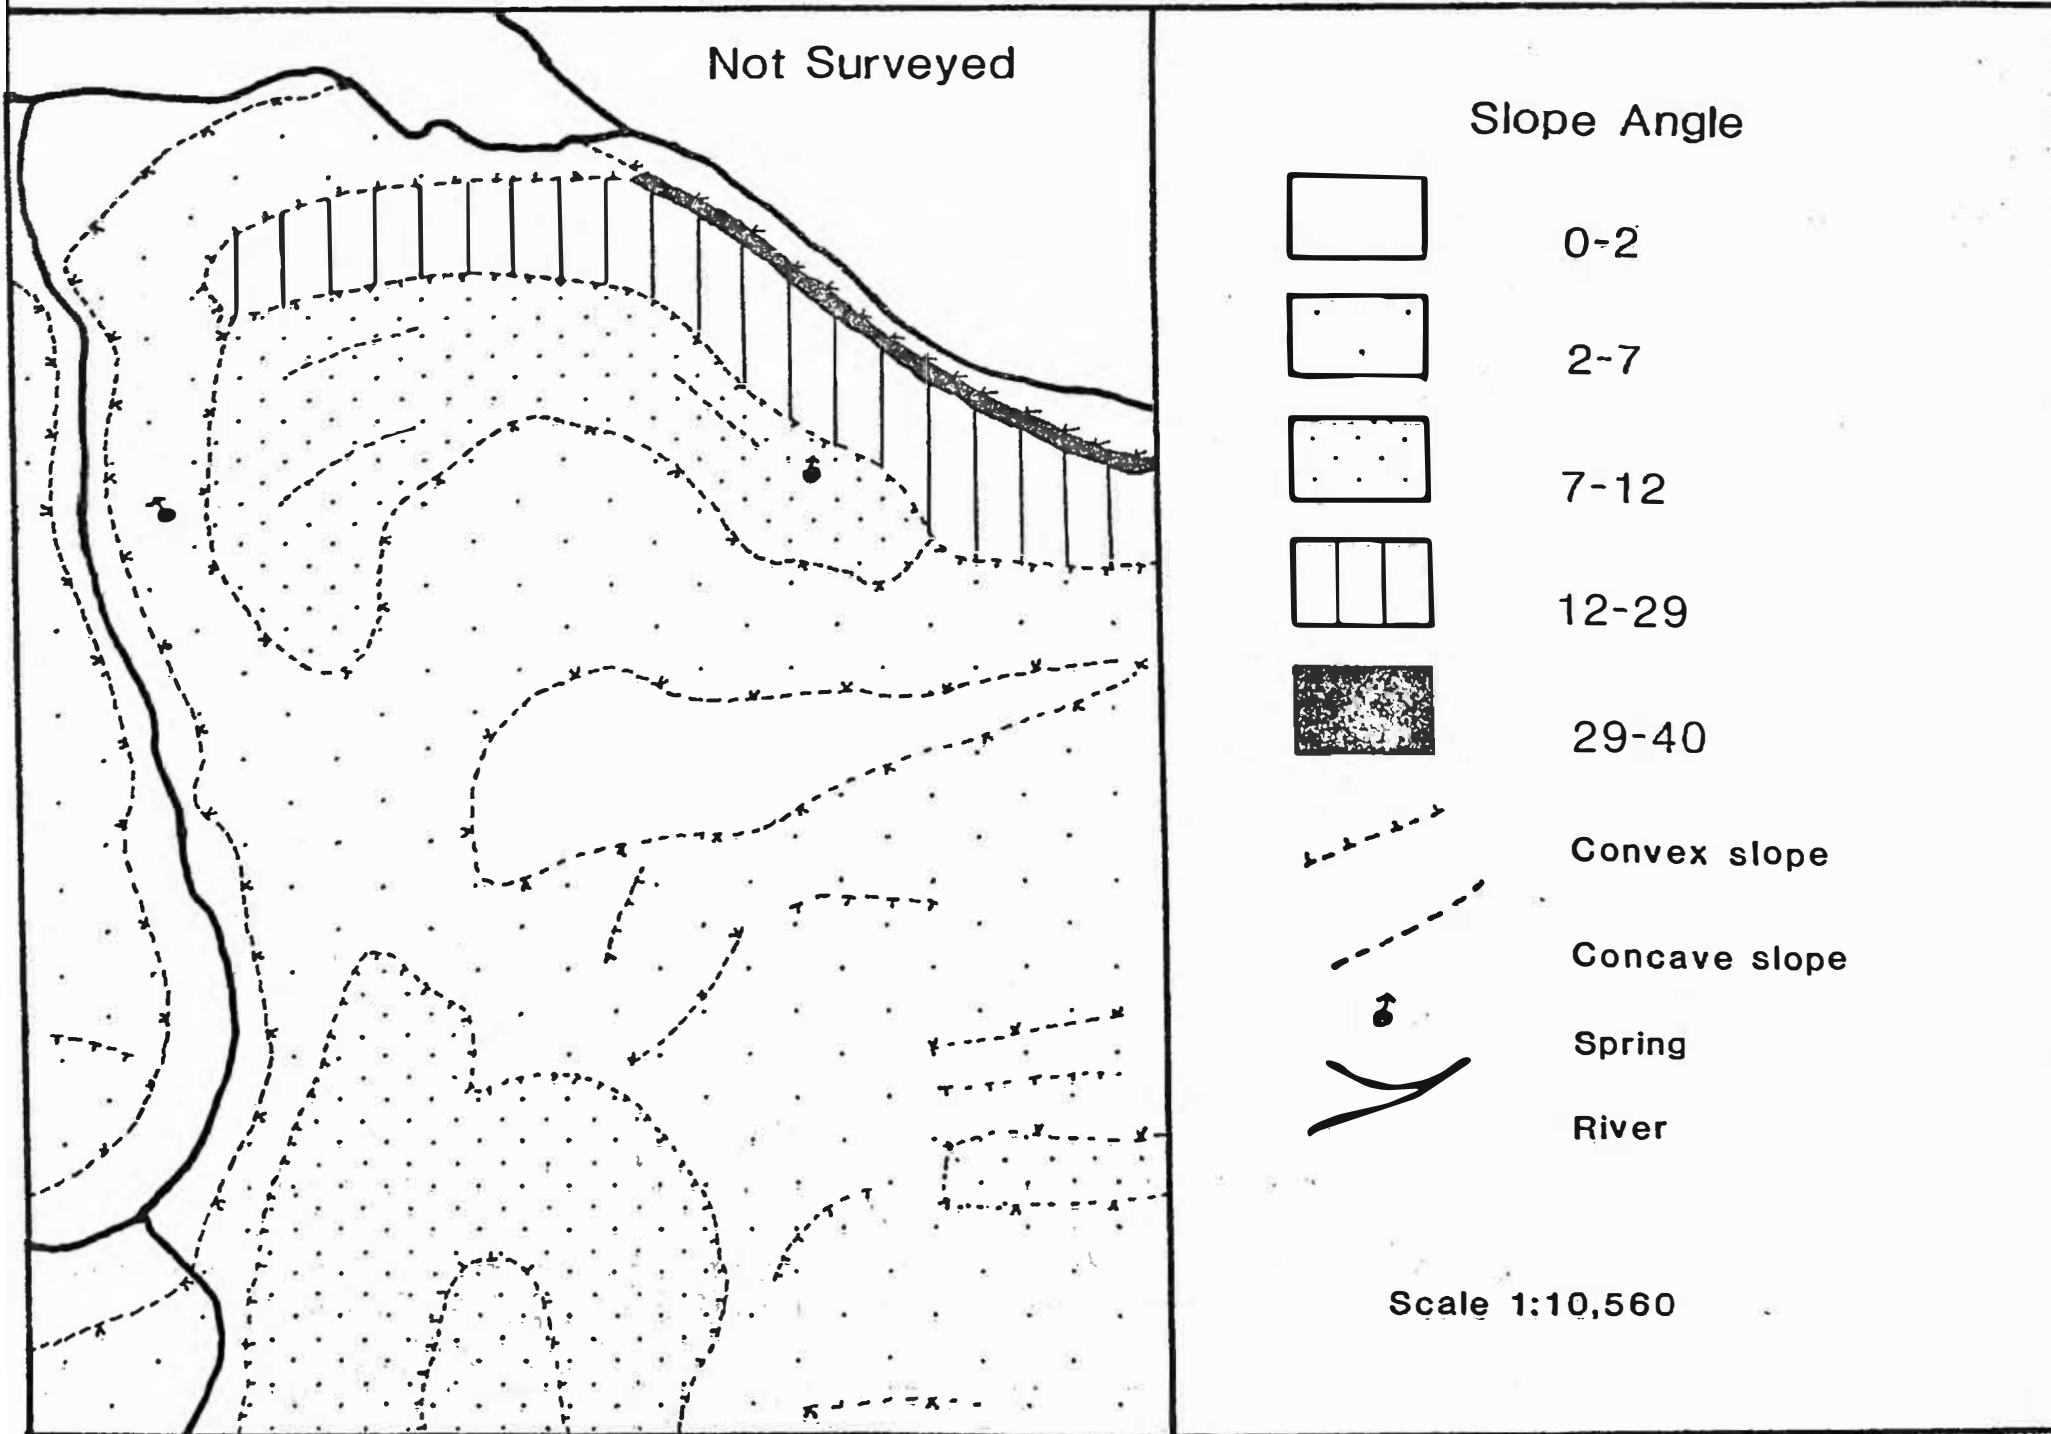 Not Surveyed
Slope Angle
0-2
2-7
7-12
12-29
29-40
Convex slope
Concave slope
Spring
River
Scale 1:10,560